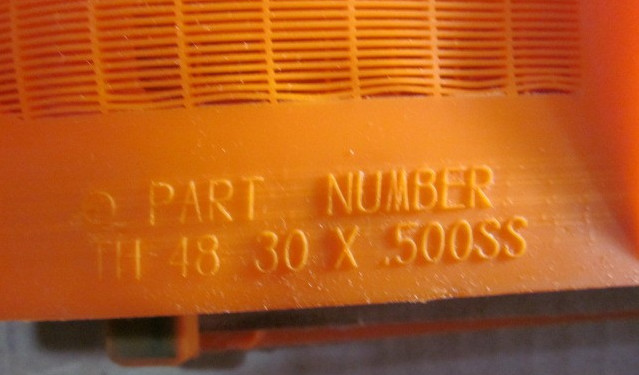 PART NUMBER
TH-48 30 X .500SS